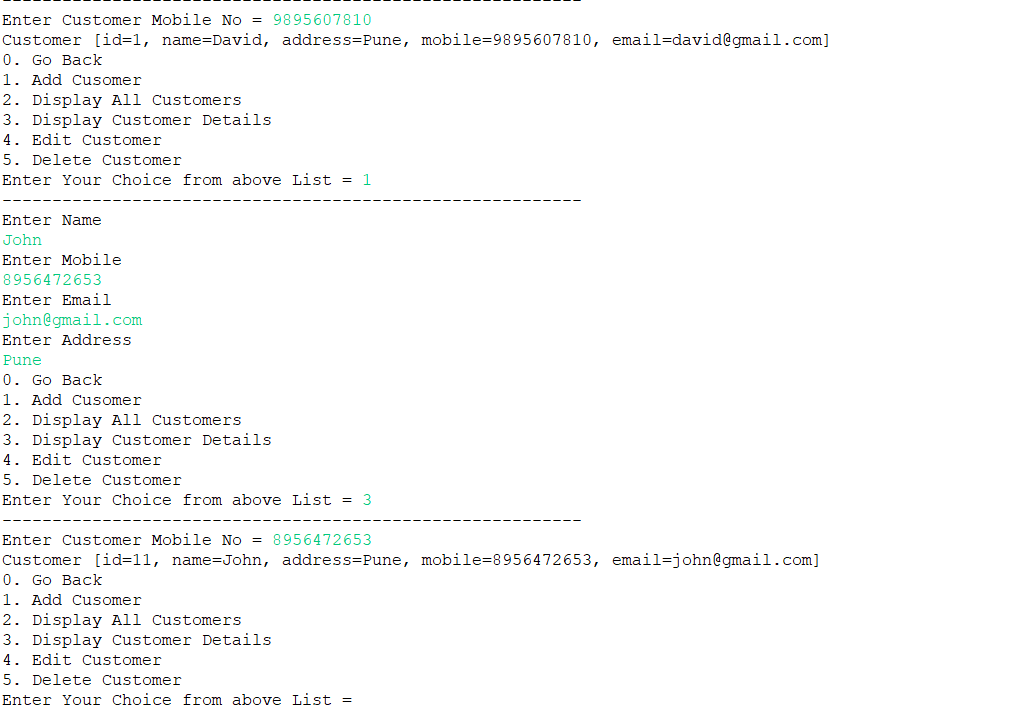 ----------------------------------------------------------
Enter Customer Mobile No = 9895607810
Customer [id=1, name=David, address=Pune, mobile=9895607810, email=david@gmail.com]
0. Go Back
1. Add Cusomer
2. Display All Customers
3. Display Customer Details
4. Edit Customer
5. Delete Customer
Enter Your Choice from above List = 1
----------------------------------------------------------
Enter Name
John
Enter Mobile
8956472653
Enter Email
john@gmail.com
Enter Address
Pune
0. Go Back
1. Add Cusomer
2. Display All Customers
3. Display Customer Details
4. Edit Customer
5. Delete Customer
Enter Your Choice from above List = 3
----------------------------------------------------------
Enter Customer Mobile No = 8956472653
Customer [id=11, name=John, address=Pune, mobile=8956472653, email=john@gmail.com]
0. Go Back
1. Add Cusomer
2. Display All Customers
3. Display Customer Details
4. Edit Customer
5. Delete Customer
Enter Your Choice from above List =